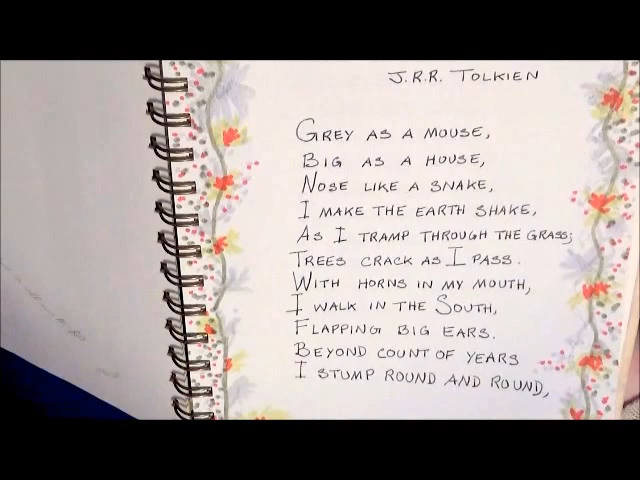 J.R.R. TOLKIEN
GREY AS A MOUSE,
BIG AS A HOUSE,
NOSE LIKE A SNAKE,
I MAKE THE EARTH SHAKE,
AS I TRAMP THROUGH THE GRASS;
TREES CRACK AS I PASS.
WITH HORNS IN MY MOUTH,
I WALK IN THE SOUTH,
FLAPPING BIG EARS.
BEYOND COUNT OF YEARS
I STUMP ROUND AND ROUND,